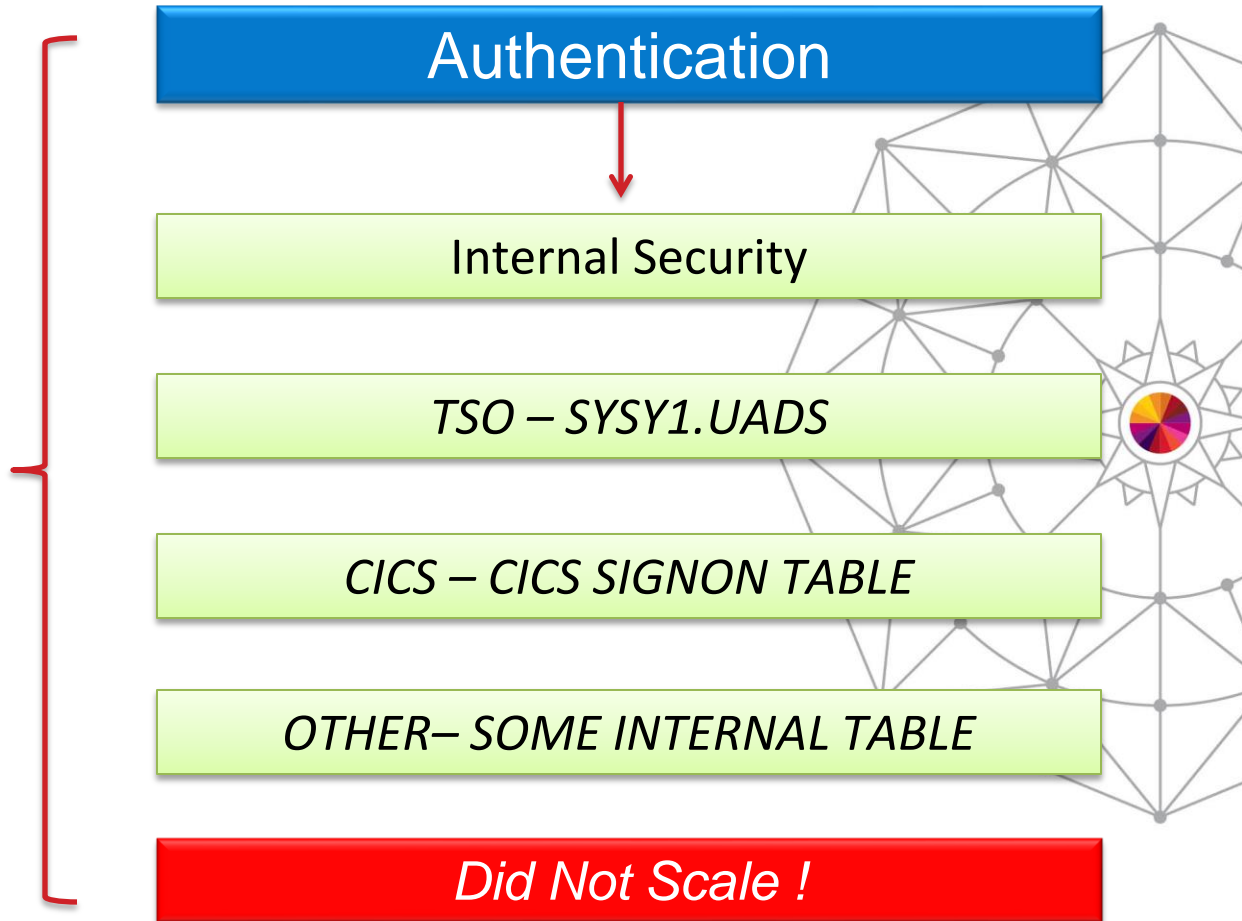 Authentication
Internal Security
TSO – SYSY1.UADS
CICS – CICS SIGNON TABLE
OTHER– SOME INTERNAL TABLE
Did Not Scale !